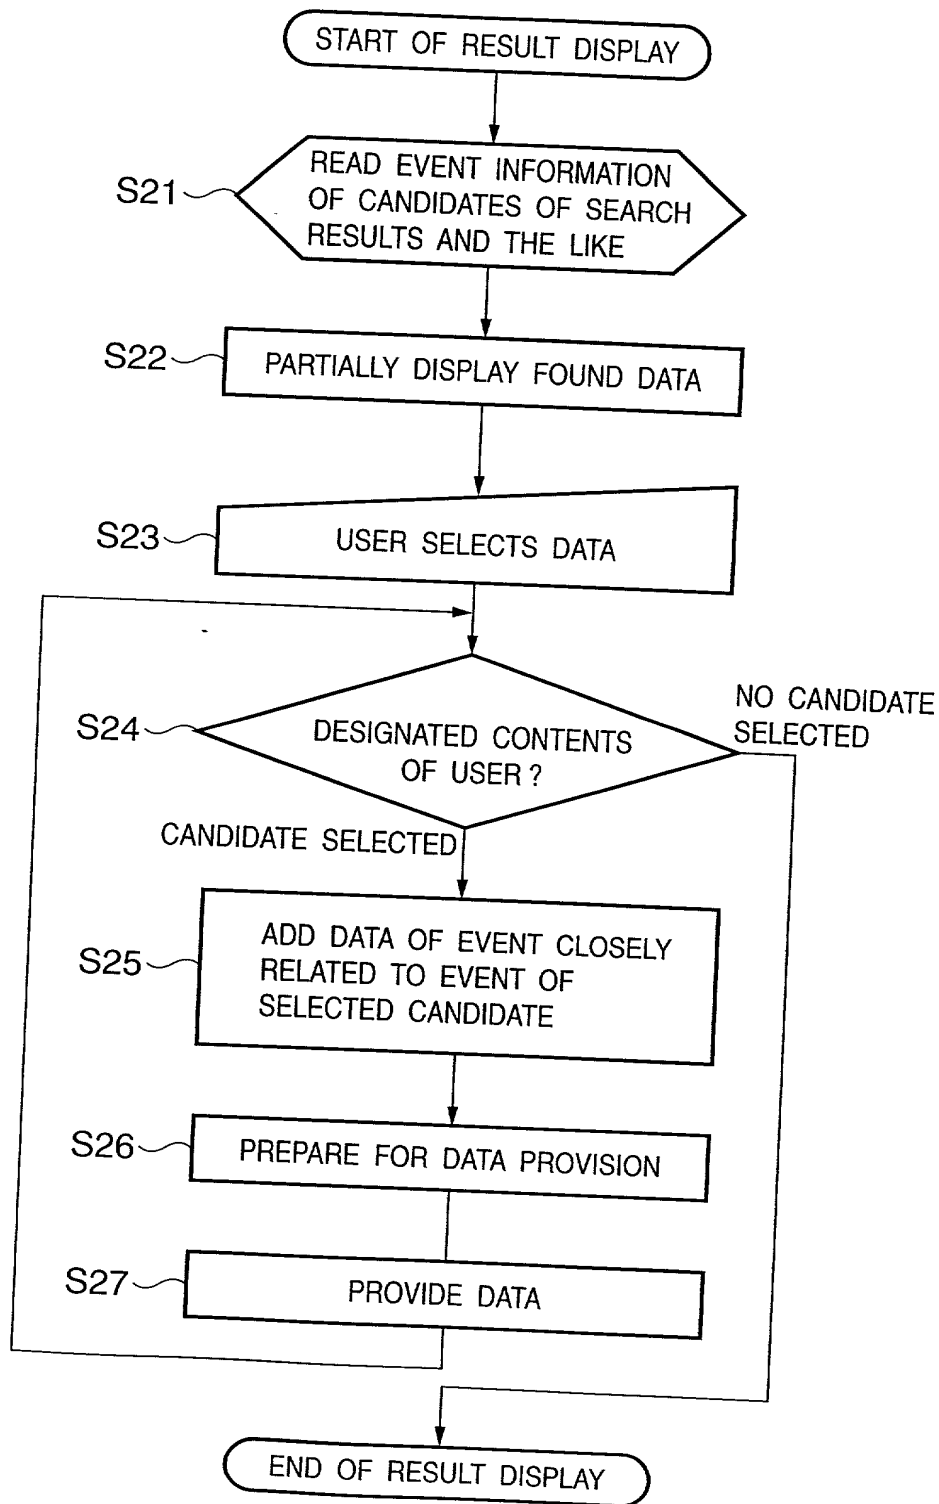 START OF RESULT DISPLAY
S21
READ EVENT INFORMATION
OF CANDIDATES OF SEARCH
RESULTS AND THE LIKE
S22
PARTIALLY DISPLAY FOUND DATA
S23
USER SELECTS DATA
S24
DESIGNATED CONTENTS
OF USER ?
NO CANDIDATE
SELECTED
CANDIDATE SELECTED
S25
ADD DATA OF EVENT CLOSELY
RELATED TO EVENT OF
SELECTED CANDIDATE
S26
PREPARE FOR DATA PROVISION
S27
PROVIDE DATA
END OF RESULT DISPLAY